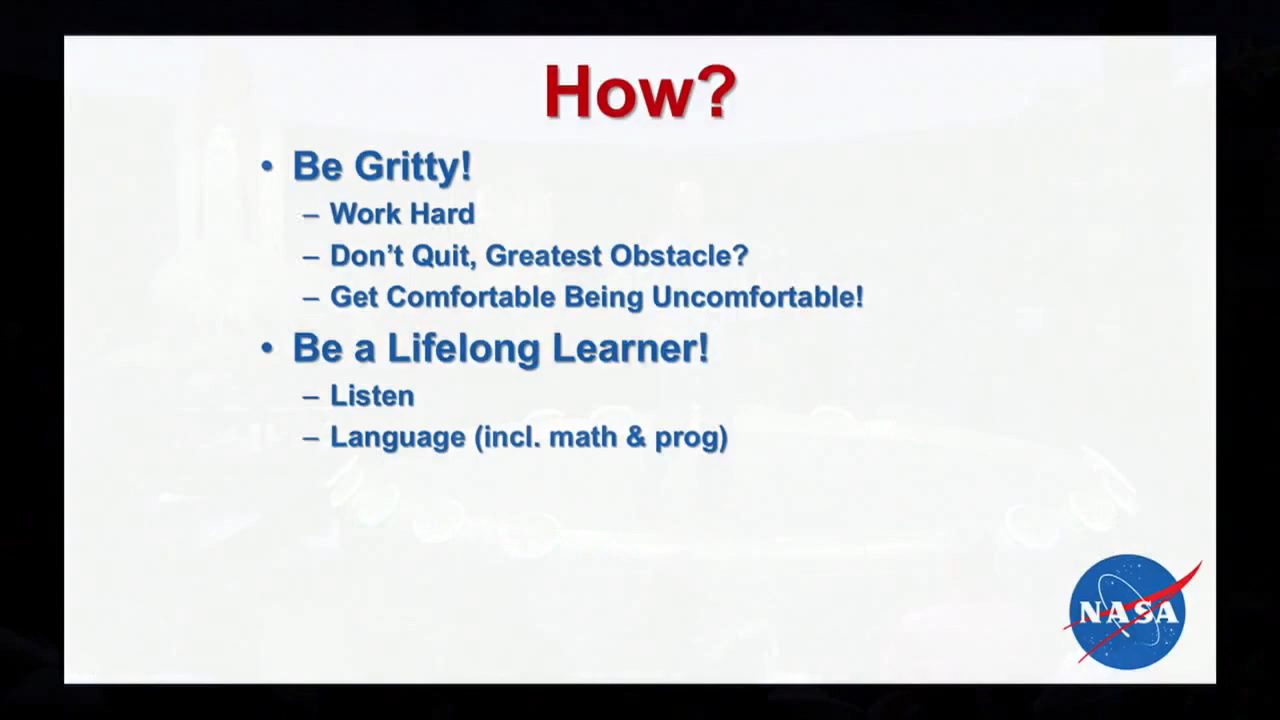 How?
• Be Gritty!
– Work Hard
– Don’t Quit, Greatest Obstacle?
– Get Comfortable Being Uncomfortable!
• Be a Lifelong Learner!
– Listen
– Language (incl. math & prog)
NASA